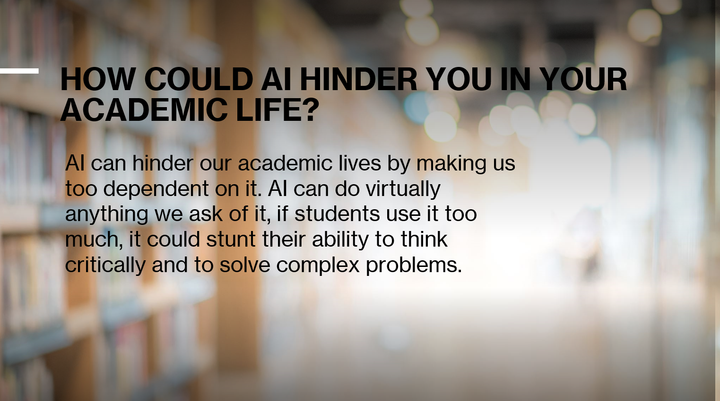 HOW COULD AI HINDER YOU IN YOUR
ACADEMIC LIFE?
AI can hinder our academic lives by making us
too dependent on it. AI can do virtually
anything we ask of it, if students use it too
much, it could stunt their ability to think
critically and to solve complex problems.